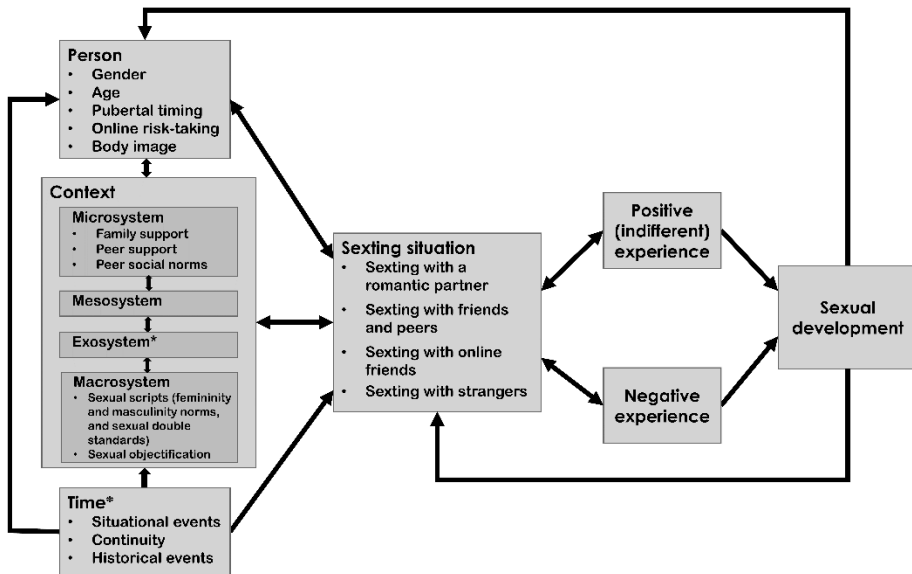 Person
• Gender
• Age
• Pubertal timing
• Online risk-taking
• Body image
Context
Microsystem
• Family support
• Peer support
• Peer social norms
Mesosystem
Exosystem*
Macrosystem
• Sexual scripts (femininity
and masculinity norms,
and sexual double
standards)
• Sexual objectification
Time*
• Situational events
• Continuity
• Historical events
Sexting situation
• Sexting with a
romantic partner
• Sexting with friends
and peers
• Sexting with online
friends
• Sexting with strangers
Positive
(indifferent)
experience
Negative
experience
Sexual
development